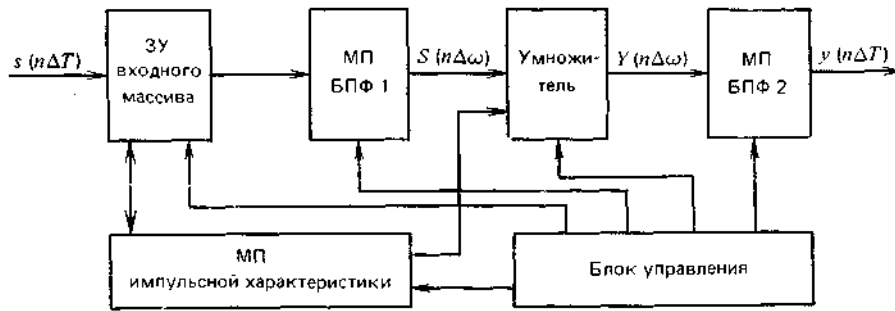 s (nΔT)
ЗУ
входного
массива
МП
БПФ 1
S (nΔω)
Умножи-
тель
Y (nΔω)
МП
БПФ 2
y (nΔT)
МП
импульсной характеристики
Блок управления